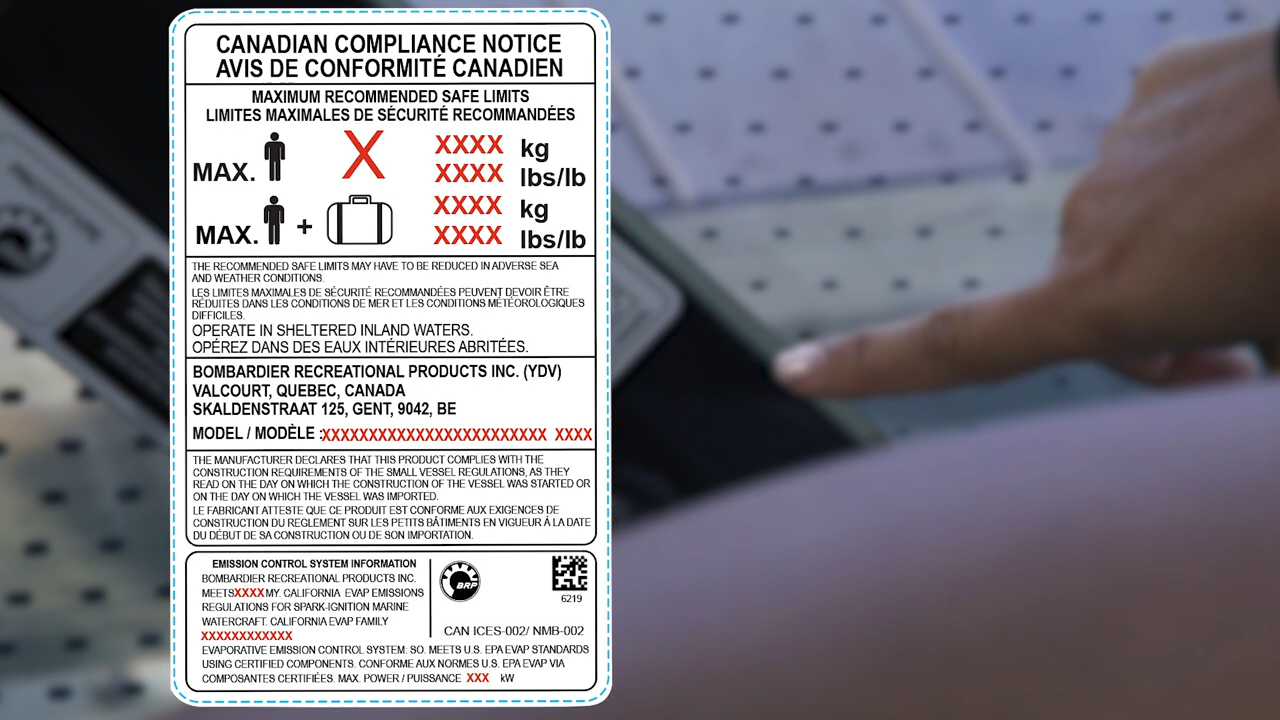 CANADIAN COMPLIANCE NOTICE
AVIS DE CONFORMITÉ CANADIEN
MAXIMUM RECOMMENDED SAFE LIMITS
LIMITES MAXIMALES DE SÉCURITÉ RECOMMANDÉES
MAX. X XXXX kg
XXXX lbs/lb
MAX. + XXXX kg
XXXX lbs/lb
THE RECOMMENDED SAFE LIMITS MAY HAVE TO BE REDUCED IN ADVERSE SEA
AND WEATHER CONDITIONS.
LES LIMITES MAXIMALES DE SÉCURITÉ RECOMMANDÉES PEUVENT DEVOIR ÊTRE
RÉDUITES DANS LES CONDITIONS DE MER ET LES CONDITIONS MÉTÉOROLOGIQUES
DIFFICILES.
OPERATE IN SHELTERED INLAND WATERS.
OPÉREZ DANS DES EAUX INTÉRIEURES ABRITÉES.
BOMBARDIER RECREATIONAL PRODUCTS INC. (YDV)
VALCOURT, QUEBEC, CANADA
SKALDENSTRAAT 125, GENT, 9042, BE
MODEL / MODÈLE :XXXXXXXXXXXXXXXXXXXXXXXX XXXX
THE MANUFACTURER DECLARES THAT THIS PRODUCT COMPLIES WITH THE
CONSTRUCTION REQUIREMENTS OF THE SMALL VESSEL REGULATIONS, AS THEY
READ ON THE DAY ON WHICH THE CONSTRUCTION OF THE VESSEL WAS STARTED OR
ON THE DAY ON WHICH THE VESSEL WAS IMPORTED.
LE FABRICANT ATTESTE QUE CE PRODUIT EST CONFORME AUX EXIGENCES DE
CONSTRUCTION DU REGLEMENT SUR LES PETITS BÂTIMENTS EN VIGUEUR À LA DATE
DU DÉBUT DE SA CONSTRUCTION OU DE SON IMPORTATION.
EMISSION CONTROL SYSTEM INFORMATION
BOMBARDIER RECREATIONAL PRODUCTS INC.
MEETS XXXX MY. CALIFORNIA EVAP EMISSIONS
REGULATIONS FOR SPARK-IGNITION MARINE
WATERCRAFT. CALIFORNIA EVAP FAMILY
XXXXXXXXXXXX
BRP
6219
CAN ICES-002/ NMB-002
EVAPORATIVE EMISSION CONTROL SYSTEM: SO. MEETS U.S. EPA EVAP STANDARDS
USING CERTIFIED COMPONENTS. CONFORME AUX NORMES U.S. EPA EVAP VIA
COMPOSANTES CERTIFIÉES. MAX. POWER / PUISSANCE XXX kW